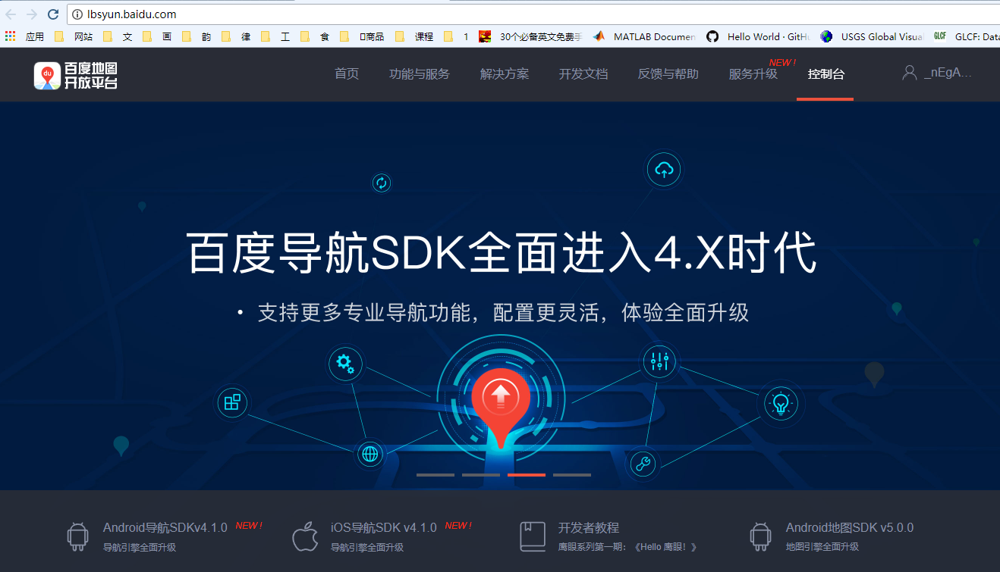 lbsyun.baidu.com
应用 网站 文 画 韵 律 工 食 商品 课程 1 30个必备英文免费手 MATLAB Documen Hello World · GitHu USGS Global Visual GLCF GLCF: Data
du 百度地图 开放平台
首页 功能与服务 解决方案 开发文档 反馈与帮助 服务升级 NEW ! 控制台 _nEgA...
百度导航SDK全面进入4.X时代
• 支持更多专业导航功能，配置更灵活，体验全面升级
Android导航SDKv4.1.0 NEW !
导航引擎全面升级
iOS导航SDK v4.1.0 NEW !
导航引擎全面升级
开发者教程
鹰眼系列第一期：《Hello 鹰眼！》
Android地图SDK v5.0.0
地图引擎全面升级